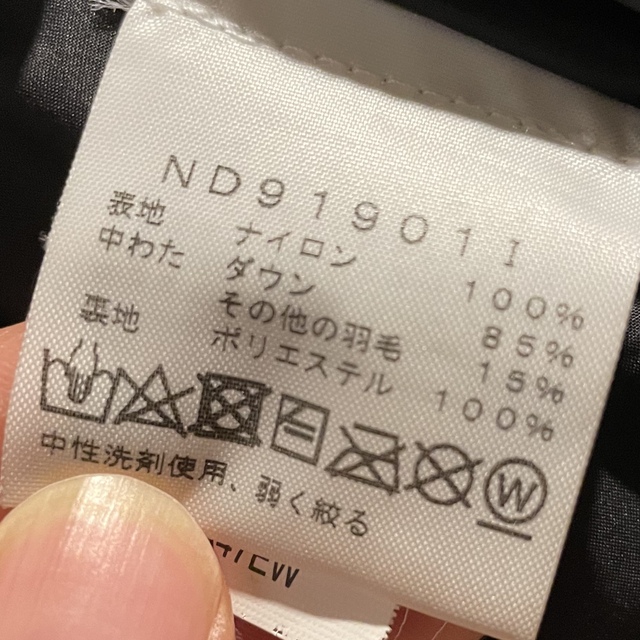 ND91901I
表地 ナイロン 100%
中わた ダウン 85%
その他の羽毛 15%
裏地 ポリエステル 100%
W
中性洗剤使用、弱く絞る